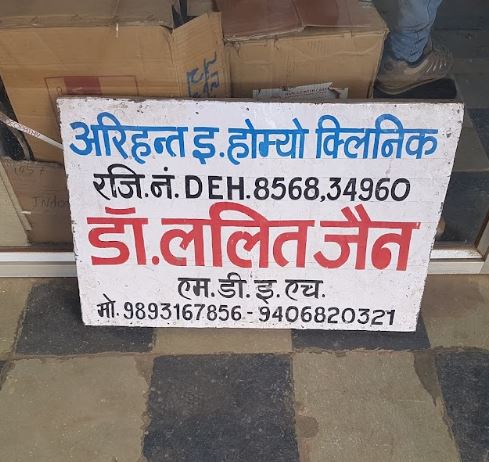 अरिहन्त इ.होम्यो क्लिनिक
रजि.नं. DEH.8568,34960
डॉ.ललित जैन
एम.डी.इ.एच.
मो. 9893167856.-9406820321